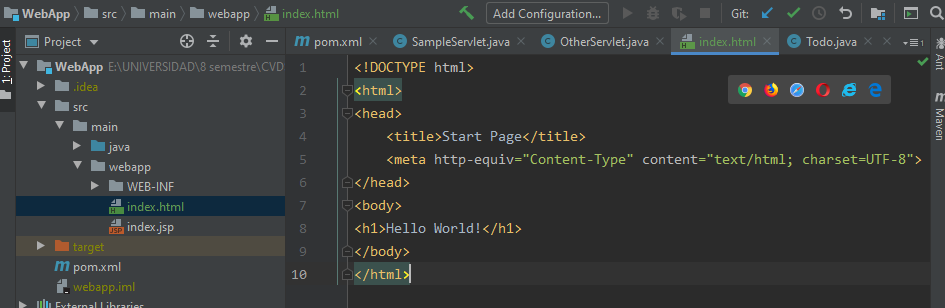 WebApp src main webapp index.html Add Configuration... Git:
Project pom.xml SampleServlet.java OtherServlet.java index.html Todo.java
1: Project
WebApp E:\UNIVERSIDAD\8 semestre\CVD
.idea
src
main
java
webapp
WEB-INF
index.html
index.jsp
target
pom.xml
webapp.iml
External Libraries
1 <!DOCTYPE html>
2 <html>
3 <head>
4 <title>Start Page</title>
5 <meta http-equiv="Content-Type" content="text/html; charset=UTF-8">
6 </head>
7 <body>
8 <h1>Hello World!</h1>
9 </body>
10 </html>
Ant
Maven